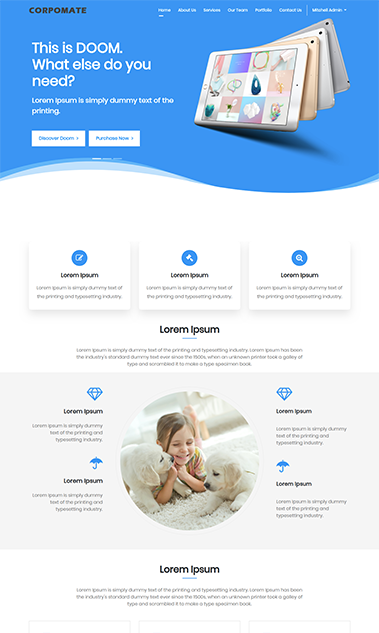 CORPOMATE
Home About Us Services Our Team Portfolio Contact Us Mitchell Admin
This is DOOM.
What else do you
need?
Lorem Ipsum is simply dummy text of the
printing.
Discover Doom > Purchase Now >
Lorem Ipsum
Lorem Ipsum is simply dummy text of
the printing and typesetting industry.
Lorem Ipsum
Lorem Ipsum is simply dummy text of
the printing and typesetting industry.
Lorem Ipsum
Lorem Ipsum is simply dummy text of
the printing and typesetting industry.
Lorem Ipsum
Lorem Ipsum is simply dummy text of the printing and typesetting industry. Lorem Ipsum has been
the industry's standard dummy text ever since the 1500s, when an unknown printer took a galley of
type and scrambled it to make a type specimen book.
Lorem Ipsum
Lorem Ipsum is simply dummy
text of the printing and
typesetting industry.
Lorem Ipsum
Lorem Ipsum is simply dummy
text of the printing and
typesetting industry.
Lorem Ipsum
Lorem Ipsum is simply dummy
text of the printing and
typesetting industry.
Lorem Ipsum
Lorem Ipsum is simply dummy
text of the printing and
typesetting industry.
Lorem Ipsum
Lorem Ipsum is simply dummy text of the printing and typesetting industry. Lorem Ipsum has been
the industry's standard dummy text ever since the 1500s, when an unknown printer took a galley of
type and scrambled it to make a type specimen book.